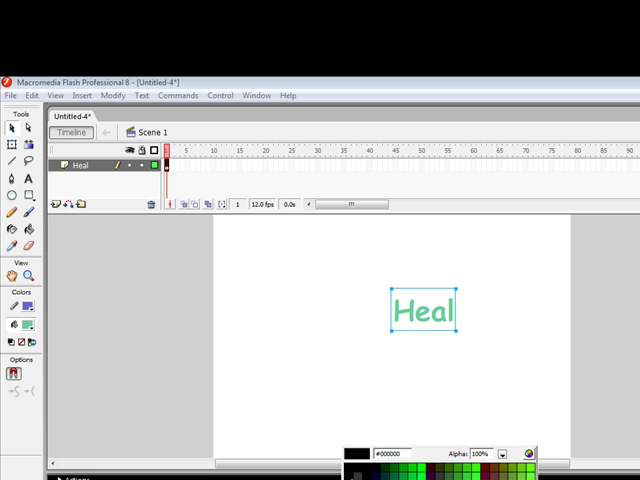 Macromedia Flash Professional 8 - [Untitled-4*]
File Edit View Insert Modify Text Commands Control Window Help
Tools
Untitled-4*
Timeline
Scene 1
5 10 15 20 25 30 35 40 45 50 55 60 65 70 75 80 85 90
Heal
1 12.0 fps 0.0s
View
Colors
Options
Heal
#000000 Alpha: 100%
Actions